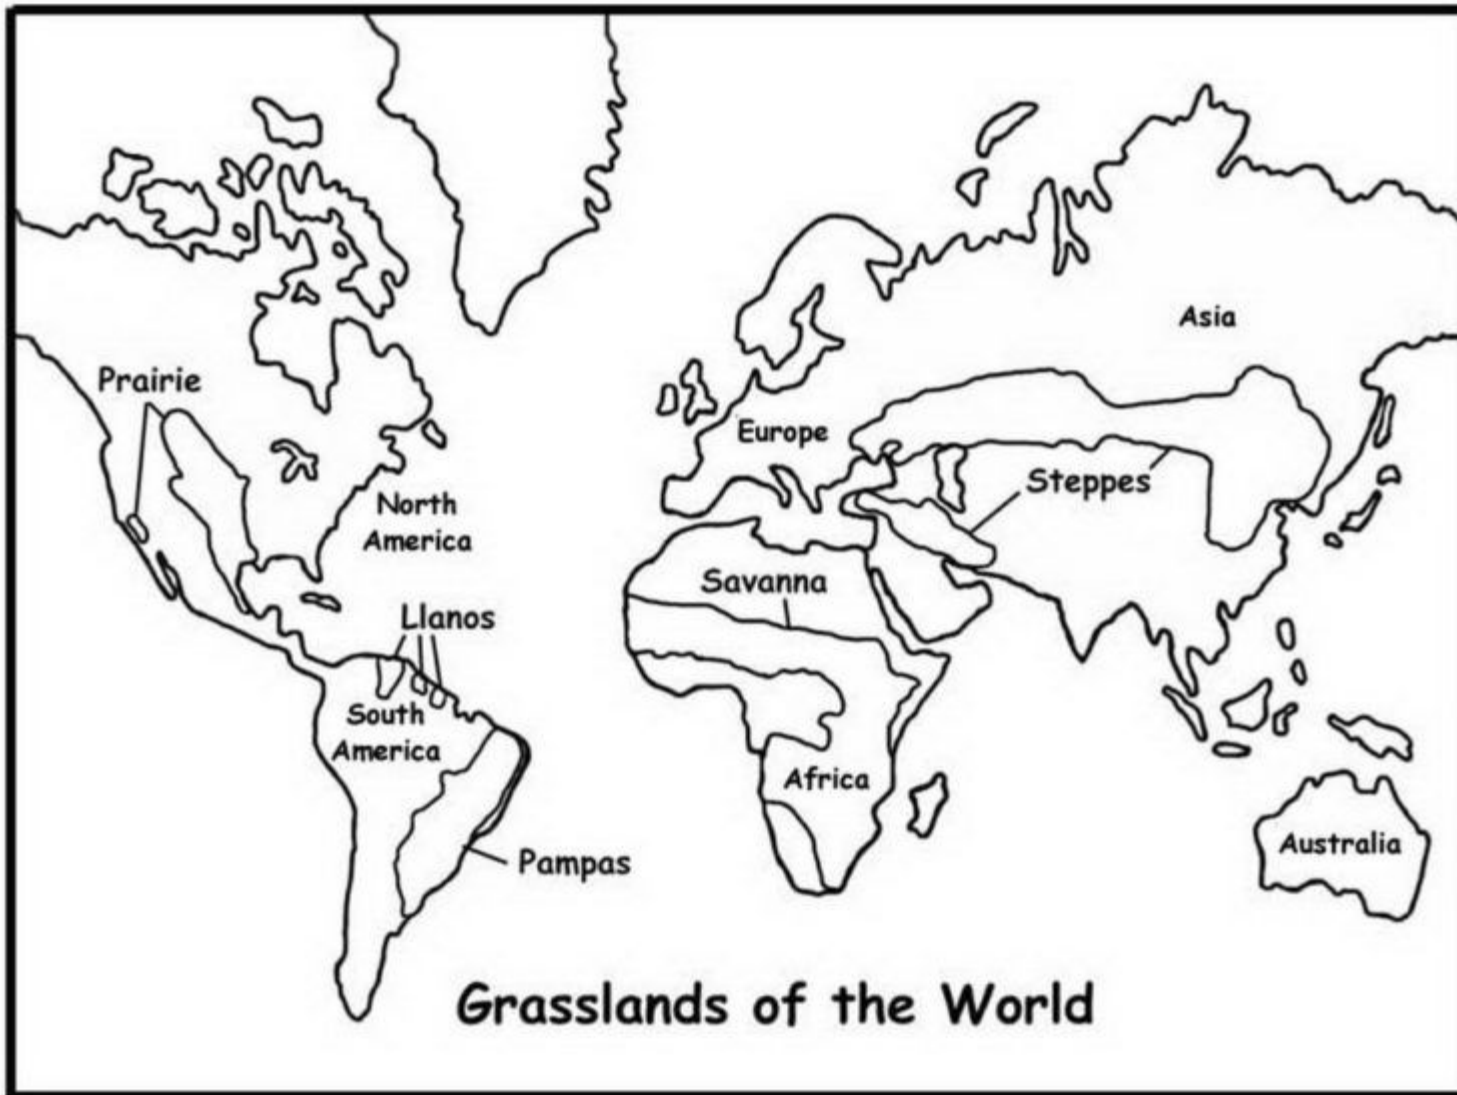 Asia
Prairie
Europe
Steppes
North
America
Savanna
Llanos
South
America
Africa
Australia
Pampas
Grasslands of the World